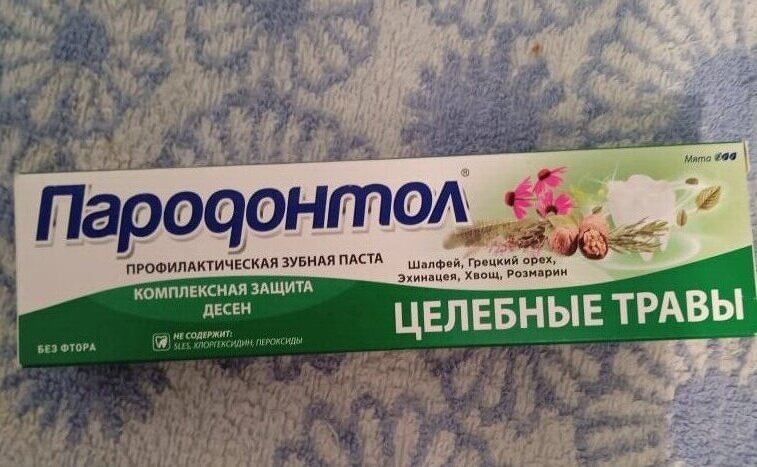 Мята
Пародонтол®
ПРОФИЛАКТИЧЕСКАЯ ЗУБНАЯ ПАСТА
Шалфей, Грецкий орех,
Эхинацея, Хвощ, Розмарин
КОМПЛЕКСНАЯ ЗАЩИТА
ДЕСЕН
ЦЕЛЕБНЫЕ ТРАВЫ
БЕЗ ФТОРА
НЕ СОДЕРЖИТ:
SLES, ХЛОРГЕКСИДИН, ПЕРОКСИДЫ